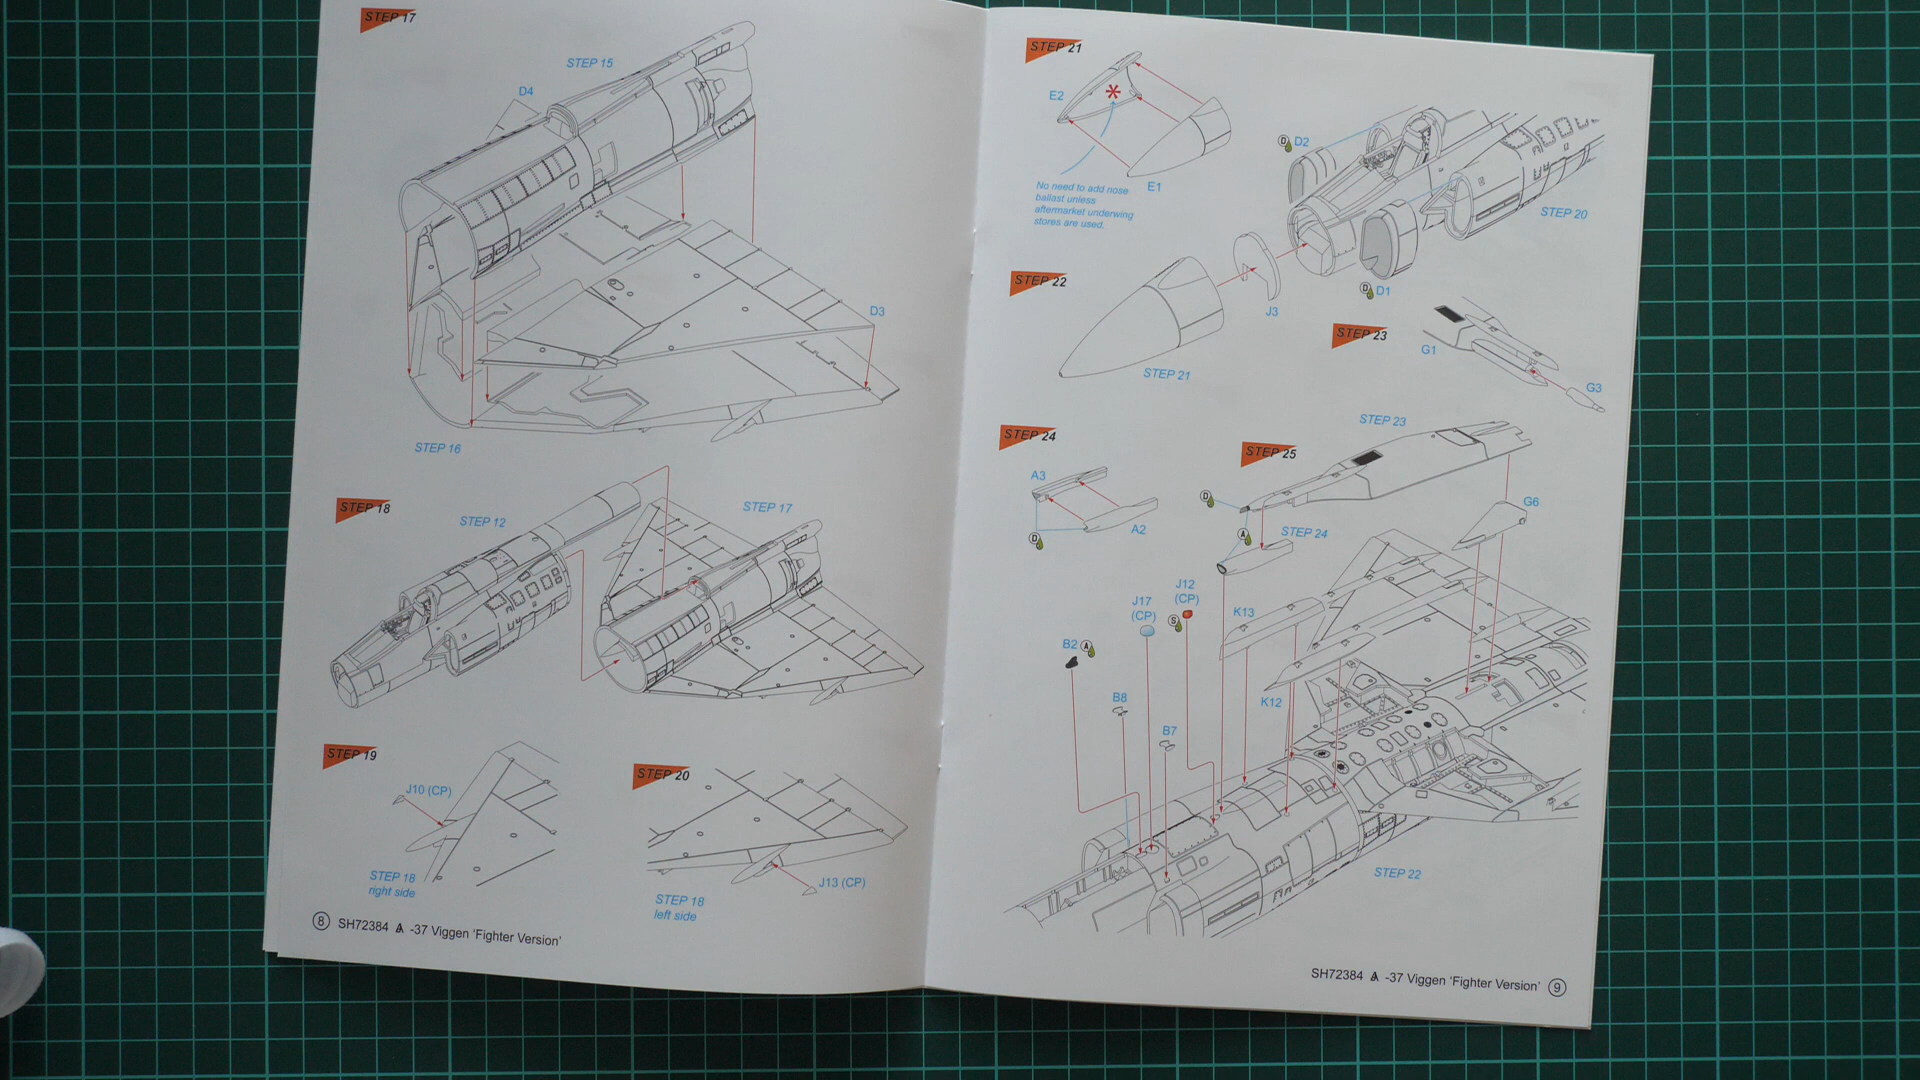 STEP 17
STEP 15
D4
D3
STEP 16
STEP 18
STEP 12
STEP 17
STEP 19
J10 (CP)
STEP 18
right side
STEP 20
J13 (CP)
STEP 18
left side
8 SH72384 -37 Viggen 'Fighter Version'
STEP 21
E2
E1
No need to add nose
ballast unless
aftermarket underwing
stores are used.
D D2
STEP 20
D D1
STEP 22
J3
STEP 21
STEP 23
G1
G3
STEP 24
A3
A2
D
STEP 25
STEP 23
D
G6
A
STEP 24
J12
(CP)
S
J17
(CP)
K13
B2 A
B8
B7
K12
STEP 22
SH72384 -37 Viggen 'Fighter Version' 9